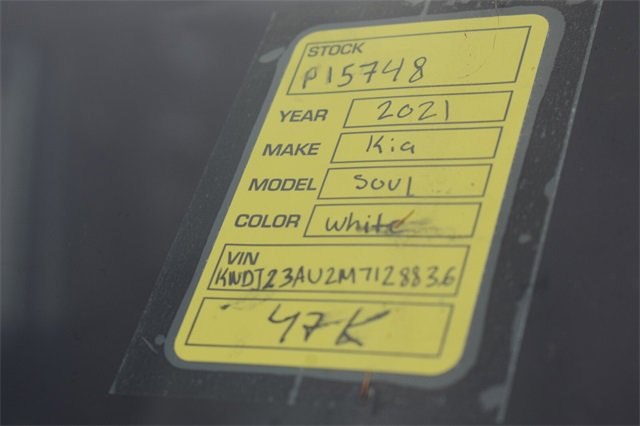 STOCK
P15748
YEAR 2021
MAKE Kia
MODEL SOUL
COLOR white
VIN
KNDJ23AU2M7128836
47K